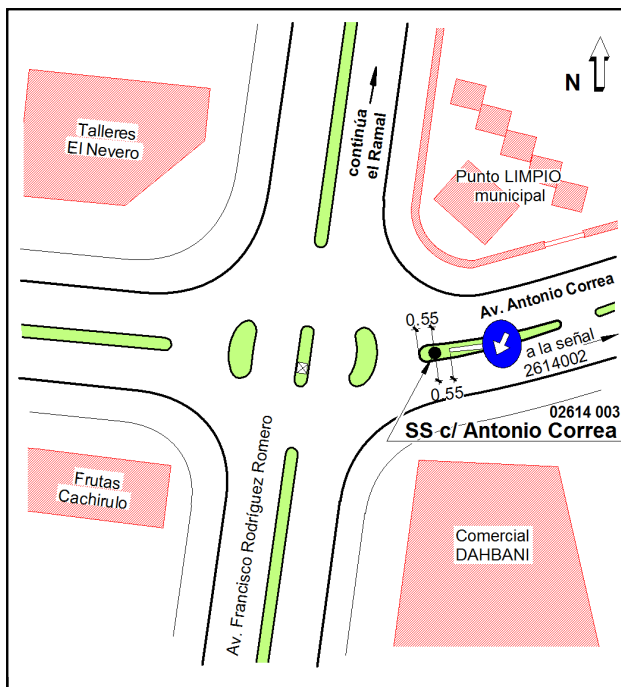 Talleres
El Nevero
continúa
el Ramal
N
Punto LIMPIO
municipal
Av. Antonio Correa
0.55
a la señal
2614002
0.55
02614 003
SS c/ Antonio Correa
Av. Francisco Rodríguez Romero
Frutas
Cachirulo
Comercial
DAHBANI